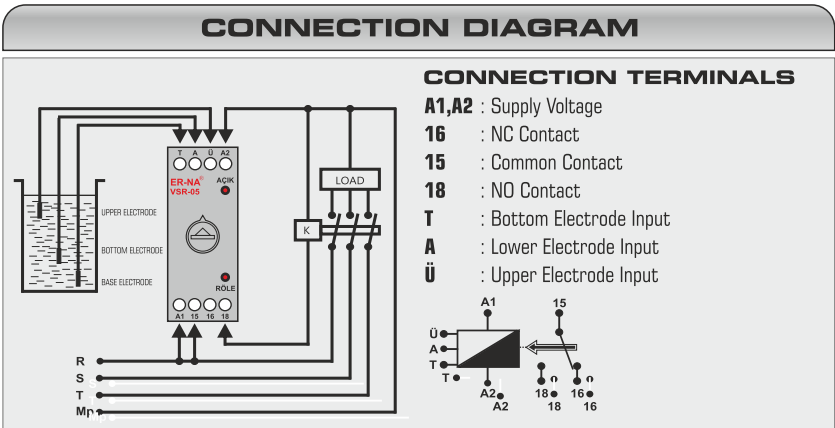 CONNECTION DIAGRAM
CONNECTION TERMINALS
A1,A2 : Supply Voltage
16 : NC Contact
15 : Common Contact
18 : NO Contact
T : Bottom Electrode Input
A : Lower Electrode Input
Ü : Upper Electrode Input
T A Ü A2
ER-NA® AÇIK
VSR-05
LOAD
UPPER ELECTRODE
K
BOTTOM ELECTRODE
BASE ELECTRODE
RÖLE
A1 15 16 18
R
S
S
T
T
Mp
Mp
A1 15
Ü
A
T
T
A2 18 16
A2 18 16